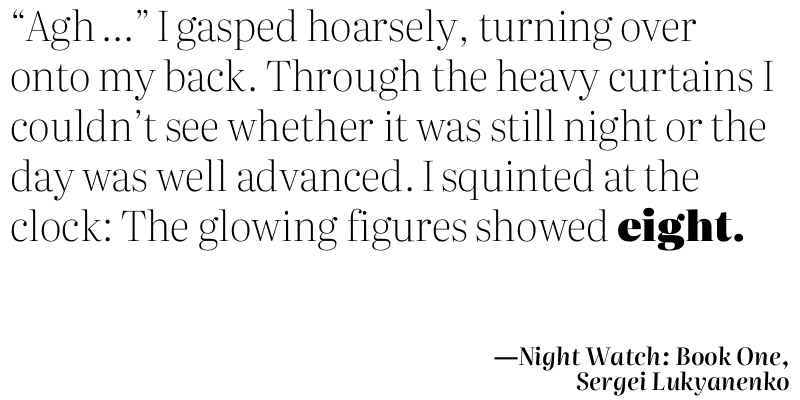 “Agh ...” I gasped hoarsely, turning over
onto my back. Through the heavy curtains I
couldn’t see whether it was still night or the
day was well advanced. I squinted at the
clock: The glowing figures showed eight.
—Night Watch: Book One,
Sergei Lukyanenko